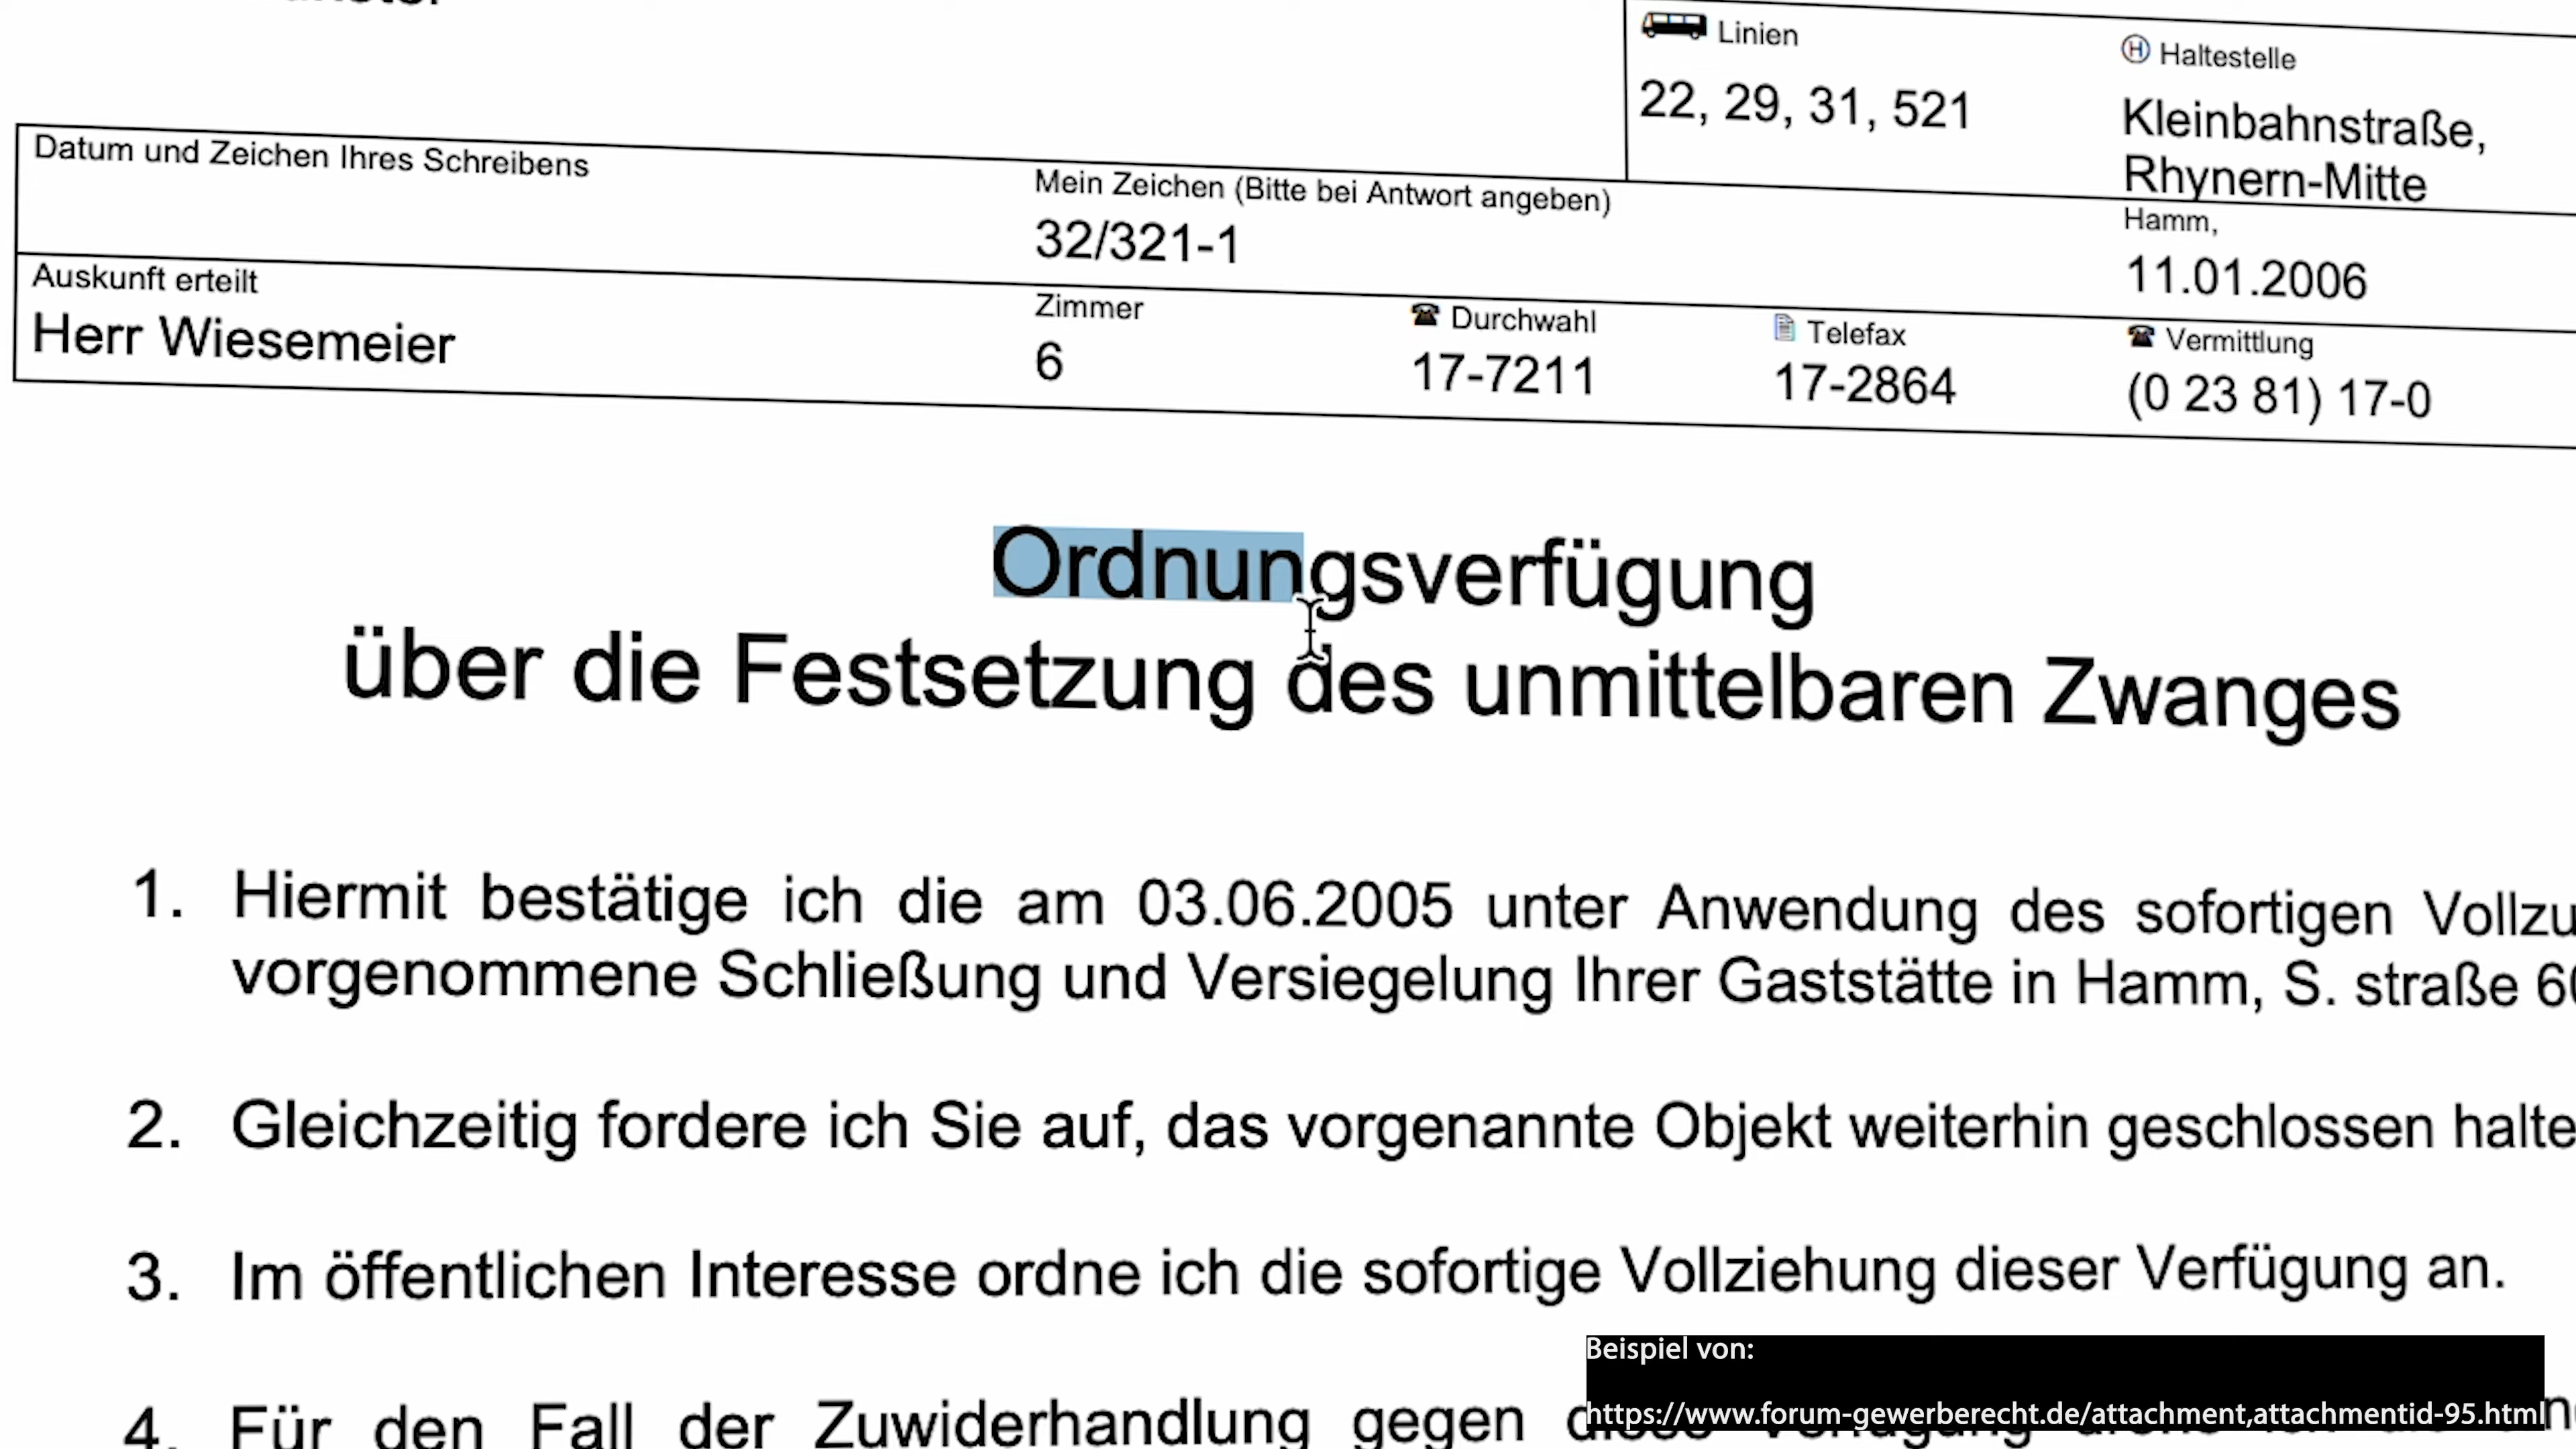 Linien
Haltestelle
22, 29, 31, 521
Kleinbahnstraße,
Rhynern-Mitte
Datum und Zeichen Ihres Schreibens
Mein Zeichen (Bitte bei Antwort angeben)
32/321-1
Hamm,
11.01.2006
Auskunft erteilt
Herr Wiesemeier
Zimmer
6
Durchwahl
17-7211
Telefax
17-2864
Vermittlung
(0 23 81) 17-0
Ordnungsverfügung
über die Festsetzung des unmittelbaren Zwanges
1. Hiermit bestätige ich die am 03.06.2005 unter Anwendung des sofortigen
vorgenommene Schließung und Versiegelung Ihrer Gaststätte in Hamm, S. straße
2. Gleichzeitig fordere ich Sie auf, das vorgenannte Objekt weiterhin geschlossen
3. Im öffentlichen Interesse ordne ich die sofortige Vollziehung dieser Verfügung an.
4. Für den Fall der Zuwiderhandlung gegen
Beispiel von:
https://www.forum-gewerberecht.de/attachment,attachmentid-95.html